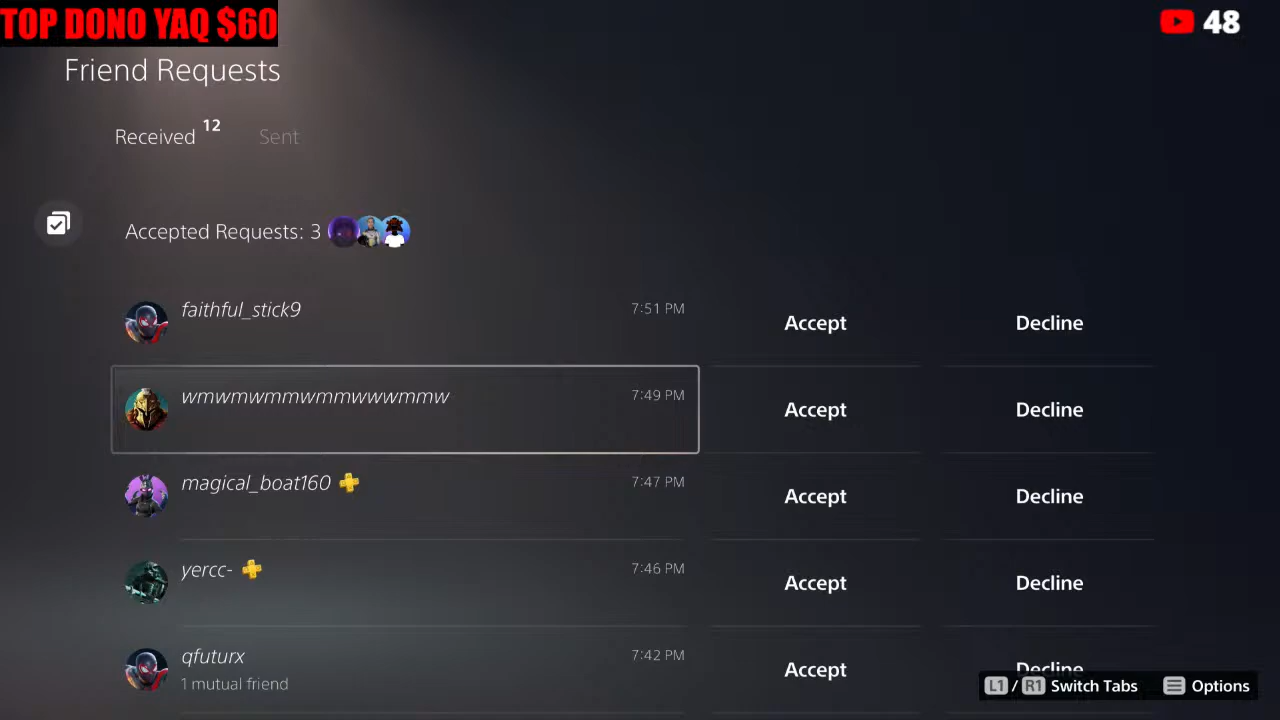 TOP DONO YAQ $60
48
Friend Requests
Received 12 Sent
Accepted Requests: 3
faithful_stick9 7:51 PM Accept Decline
wmwmwmmwmmwwwmmw 7:49 PM Accept Decline
magical_boat160 7:47 PM Accept Decline
yercc- 7:46 PM Accept Decline
qfuturx 7:42 PM Accept Decline
1 mutual friend
L1 / R1 Switch Tabs Options